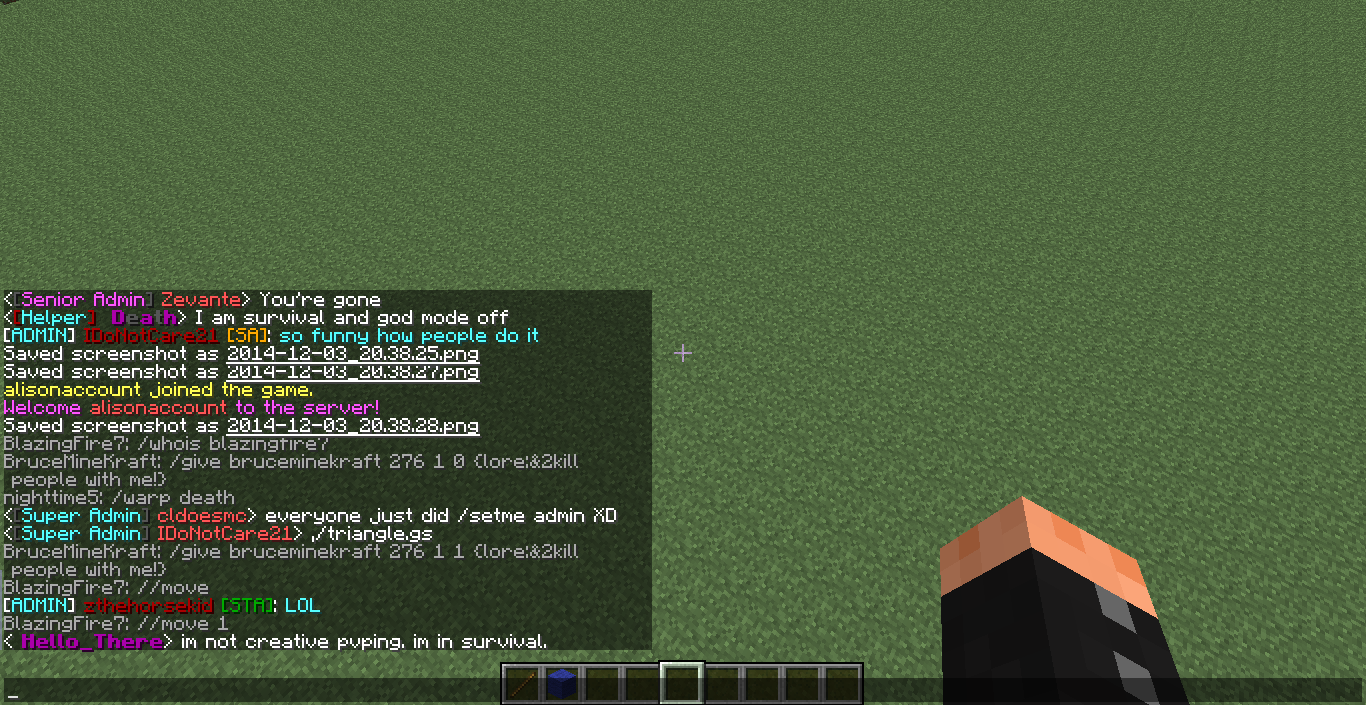 <[Senior Admin] Zevante> You're gone
<[Helper] Death> I am survival and god mode off
[ADMIN] IDoNotCare21 [SA]: so funny how people do it
Saved screenshot as 2014-12-03_20.38.25.png
Saved screenshot as 2014-12-03_20.38.27.png
alisonaccount joined the game.
Welcome alisonaccount to the server!
Saved screenshot as 2014-12-03_20.38.28.png
BlazingFire7: /whois blazingfire7
BruceMineKraft: /give bruceminekraft 276 1 0 {lore:&2kill
people with me!}
nighttime5: /warp death
<[Super Admin] cldoesmc> everyone just did /setme admin XD
<[Super Admin] IDoNotCare21> ,/triangle.gs
BruceMineKraft: /give bruceminekraft 276 1 1 {lore:&2kill
people with me!}
BlazingFire7: //move
[ADMIN] zthehorsekid [STA]: LOL
BlazingFire7: //move 1
< Hello_There> im not creative pvping. im in survival.
_